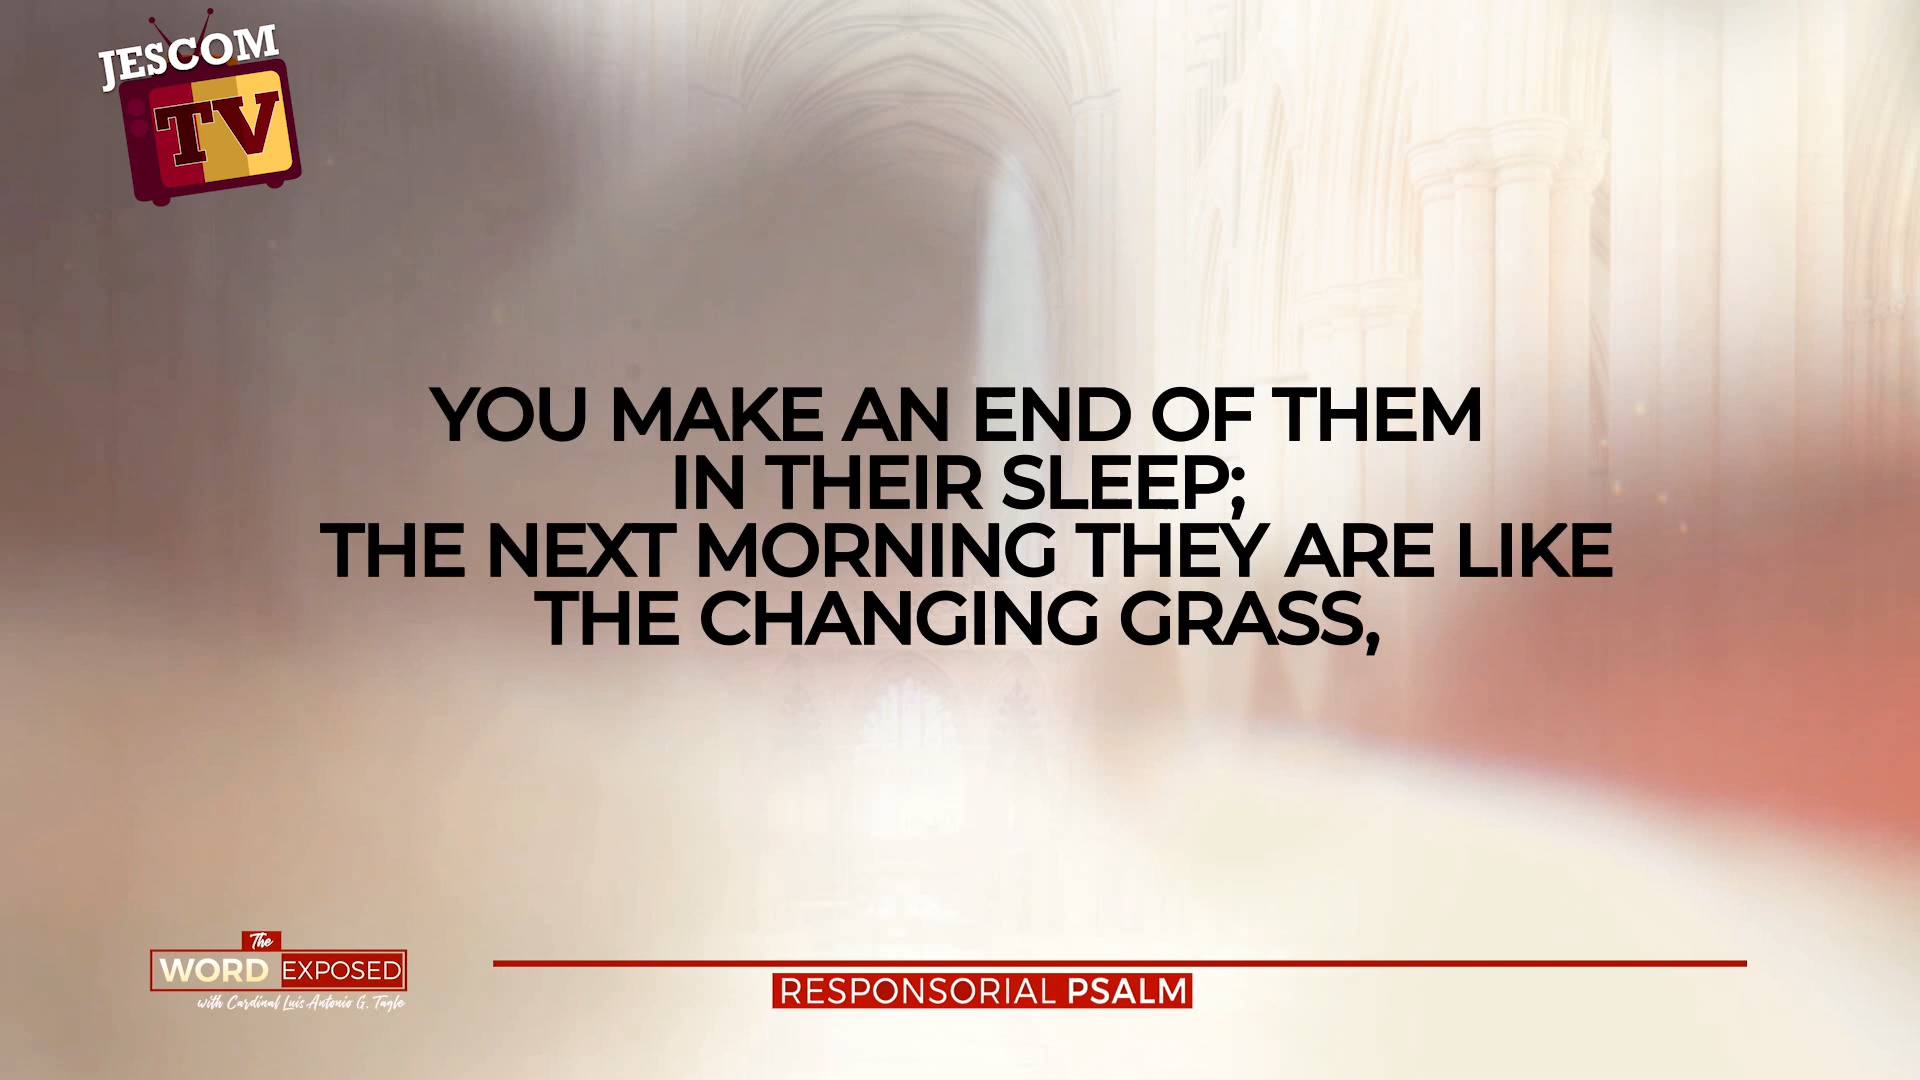 JESCOM
TV
YOU MAKE AN END OF THEM
IN THEIR SLEEP;
THE NEXT MORNING THEY ARE LIKE
THE CHANGING GRASS,
The
WORD EXPOSED
with Cardinal Luis Antonio G. Tagle
RESPONSORIAL PSALM